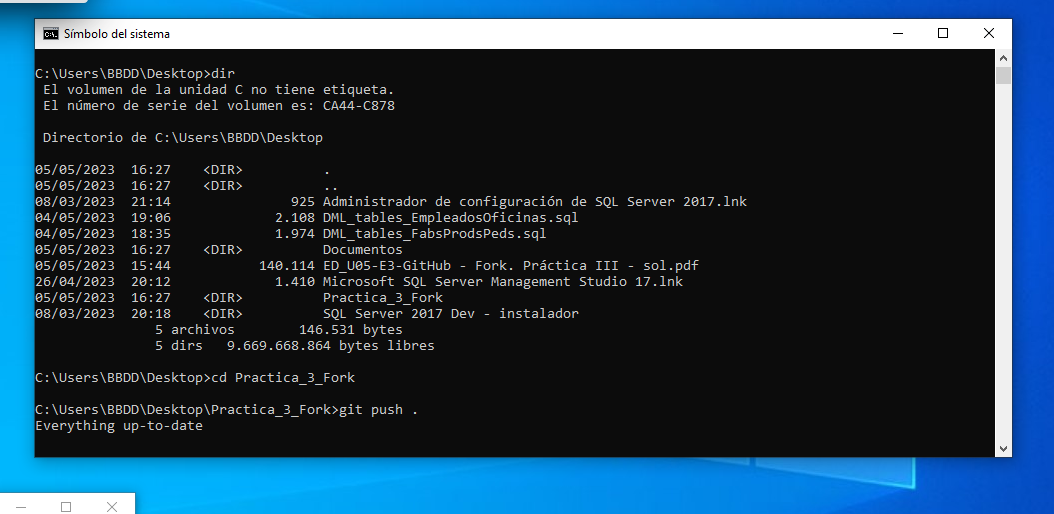 Símbolo del sistema
C:\Users\BBDD\Desktop>dir
El volumen de la unidad C no tiene etiqueta.
El número de serie del volumen es: CA44-C878
Directorio de C:\Users\BBDD\Desktop
05/05/2023  16:27    <DIR>          .
05/05/2023  16:27    <DIR>          ..
08/03/2023  21:14               925 Administrador de configuración de SQL Server 2017.lnk
04/05/2023  19:06             2.108 DML_tables_EmpleadosOficinas.sql
04/05/2023  18:35             1.974 DML_tables_FabsProdsPeds.sql
05/05/2023  16:27    <DIR>          Documentos
05/05/2023  15:44           140.114 ED_U05-E3-GitHub - Fork. Práctica III - sol.pdf
26/04/2023  20:12             1.410 Microsoft SQL Server Management Studio 17.lnk
05/05/2023  16:27    <DIR>          Practica_3_Fork
08/03/2023  20:18    <DIR>          SQL Server 2017 Dev - instalador
5 archivos        146.531 bytes
5 dirs   9.669.668.864 bytes libres
C:\Users\BBDD\Desktop>cd Practica_3_Fork
C:\Users\BBDD\Desktop\Practica_3_Fork>git push .
Everything up-to-date